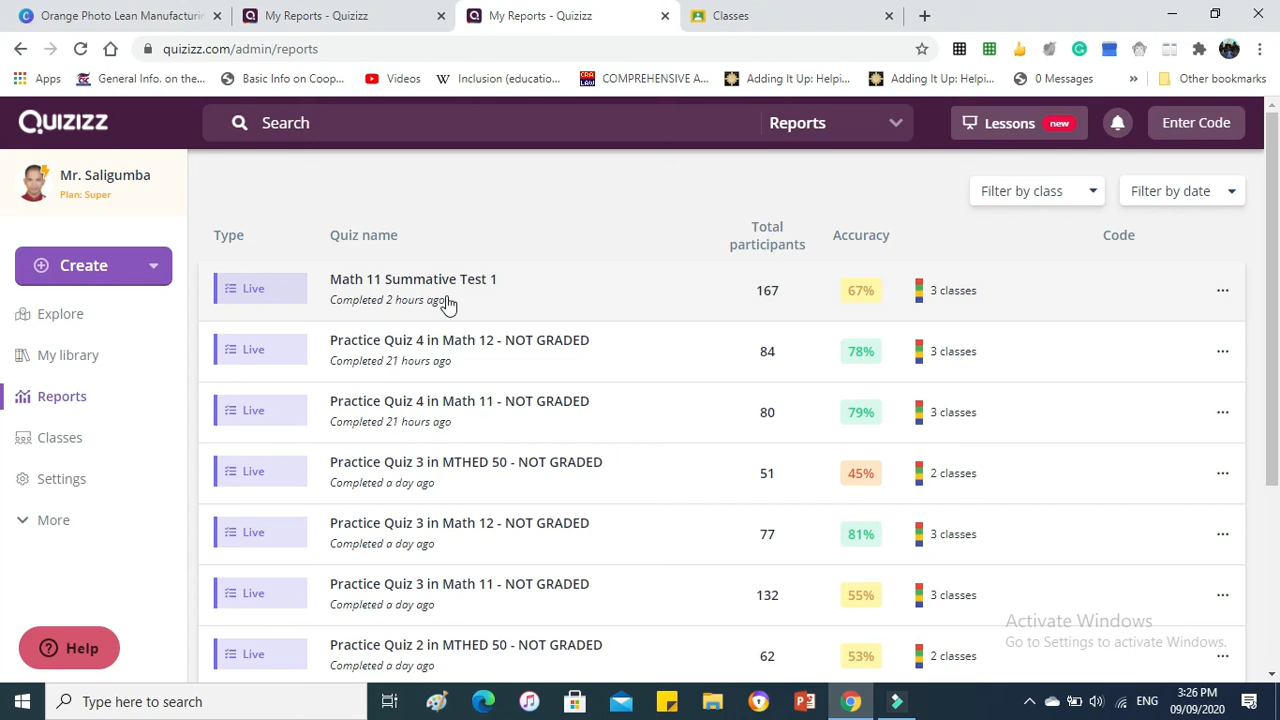 Orange Photo Lean Manufacturin
My Reports - Quizizz
My Reports - Quizizz
Classes
quizizz.com/admin/reports
Apps
General Info. on the...
Basic Info on Coop...
Videos
Inclusion (educatio...
COMPREHENSIVE A...
Adding It Up: Helpi...
Adding It Up: Helpi...
0 Messages
Other bookmarks
Quizizz
Search
Reports
Lessons new
Enter Code
Mr. Saligumba
Plan: Super
Create
Explore
My library
Reports
Classes
Settings
More
Help
Filter by class
Filter by date
Type
Quiz name
Total participants
Accuracy
Code
Live
Math 11 Summative Test 1
Completed 2 hours ago
167
67%
3 classes
Live
Practice Quiz 4 in Math 12 - NOT GRADED
Completed 21 hours ago
84
78%
3 classes
Live
Practice Quiz 4 in Math 11 - NOT GRADED
Completed 21 hours ago
80
79%
3 classes
Live
Practice Quiz 3 in MTHED 50 - NOT GRADED
Completed a day ago
51
45%
2 classes
Live
Practice Quiz 3 in Math 12 - NOT GRADED
Completed a day ago
77
81%
3 classes
Live
Practice Quiz 3 in Math 11 - NOT GRADED
Completed a day ago
132
55%
3 classes
Live
Practice Quiz 2 in MTHED 50 - NOT GRADED
Completed a day ago
62
53%
2 classes
Activate Windows
Go to Settings to activate Windows.
Type here to search
ENG
3:26 PM
09/09/2020